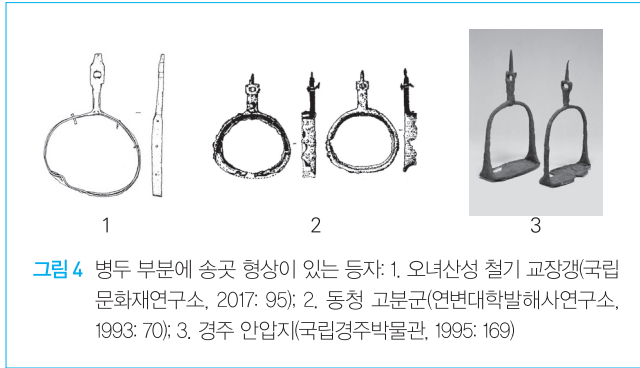 1
2
3
그림 4 병두 부분에 송곳 형상이 있는 등자: 1. 오녀산성 철기 교장갱(국립
문화재연구소, 2017: 95); 2. 동청 고분군(연변대학발해사연구소,
1993: 70); 3. 경주 안압지(국립경주박물관, 1995: 169)